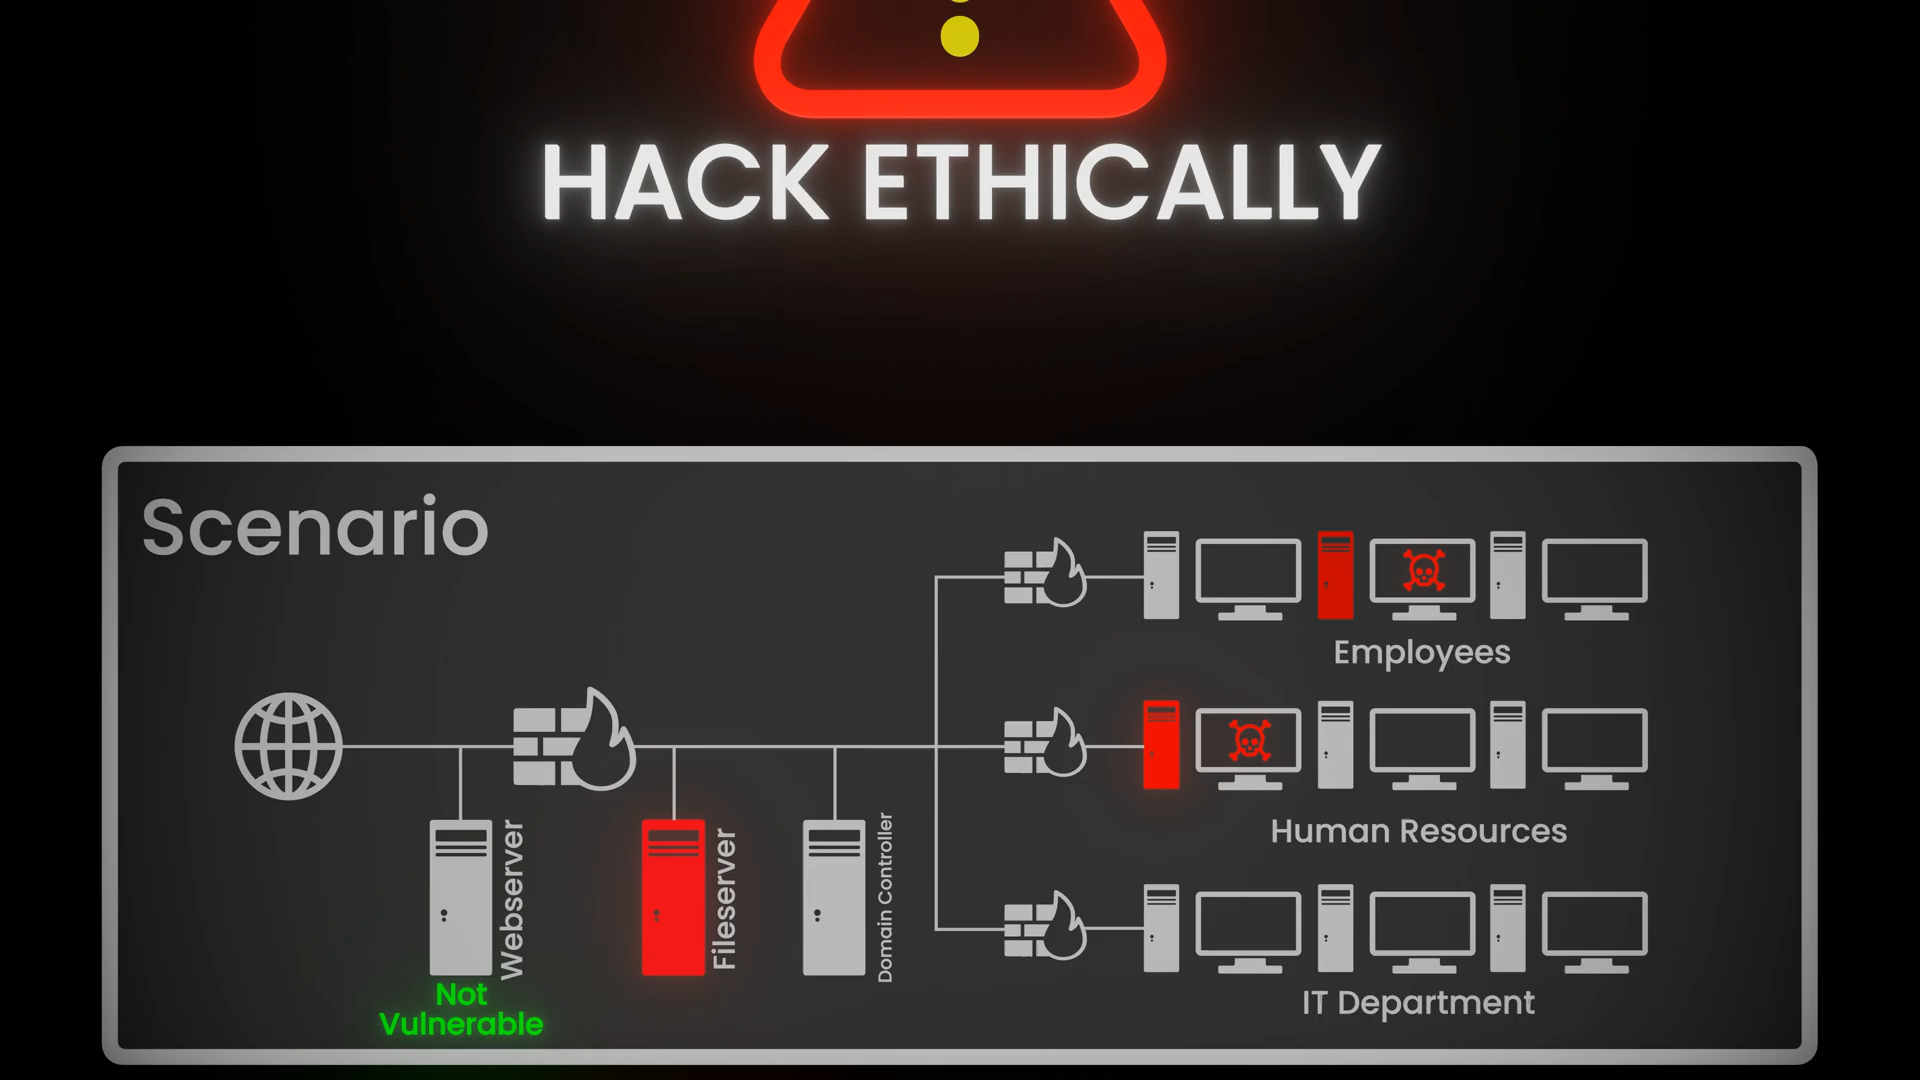 HACK ETHICALLY
Scenario
Employees
Human Resources
Webserver
Fileserver
Domain Controller
Not
Vulnerable
IT Department